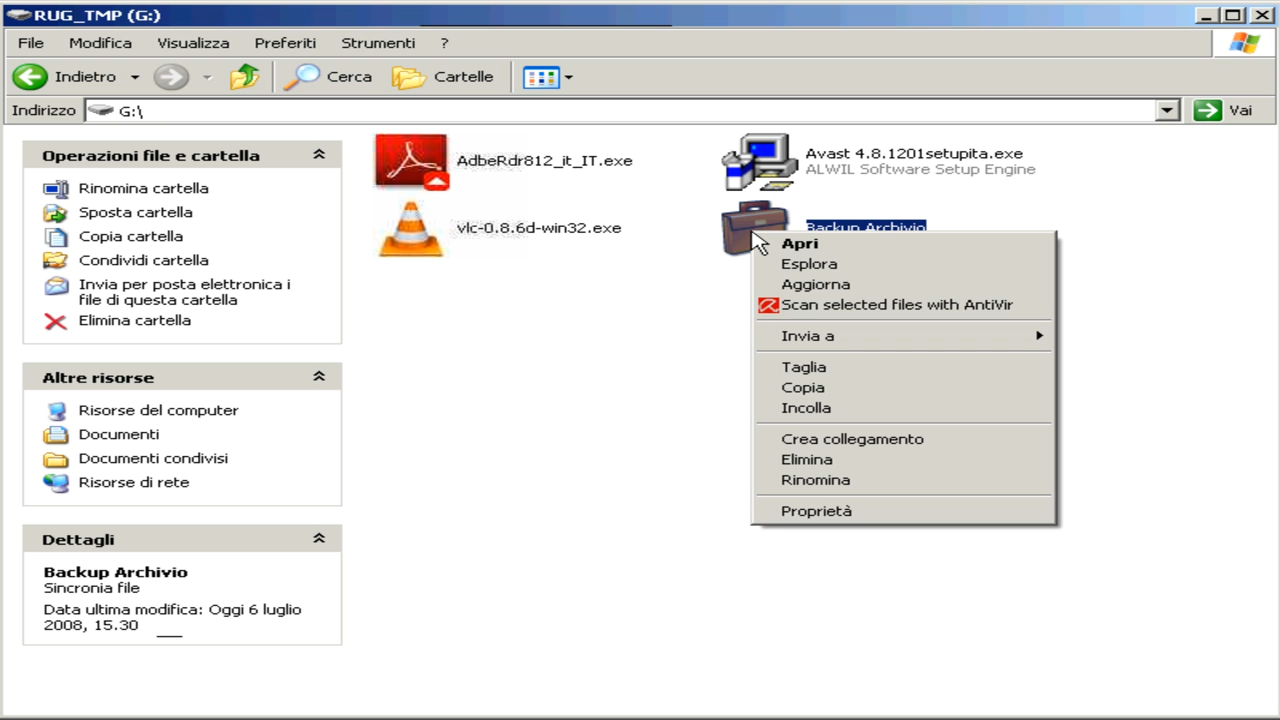 RUG_TMP (G:)
File Modifica Visualizza Preferiti Strumenti ?
Indietro Cerca Cartelle
Indirizzo G:\ Vai
Operazioni file e cartella
Rinomina cartella
Sposta cartella
Copia cartella
Condividi cartella
Invia per posta elettronica i
file di questa cartella
Elimina cartella
Altre risorse
Risorse del computer
Documenti
Documenti condivisi
Risorse di rete
Dettagli
Backup Archivio
Sincronia file
Data ultima modifica: Oggi 6 luglio
2008, 15.30
AdbeRdr812_it_IT.exe
Avast 4.8.1201setupita.exe
ALWIL Software Setup Engine
vlc-0.8.6d-win32.exe
Backup Archivio
Apri
Esplora
Aggiorna
Scan selected files with AntiVir
Invia a
Taglia
Copia
Incolla
Crea collegamento
Elimina
Rinomina
Proprietà